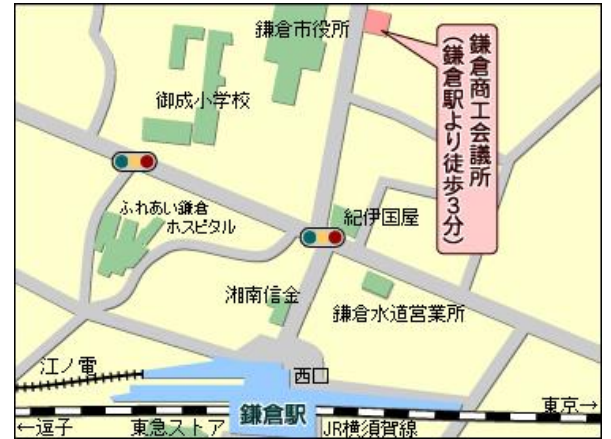 鎌倉市役所
鎌倉商工会議所
(鎌倉駅より徒歩3分)
御成小学校
ふれあい鎌倉
ホスピタル
紀伊国屋
湘南信金
鎌倉水道営業所
江ノ電
西口
東京→
←逗子
東急ストア
鎌倉駅
JR横須賀線